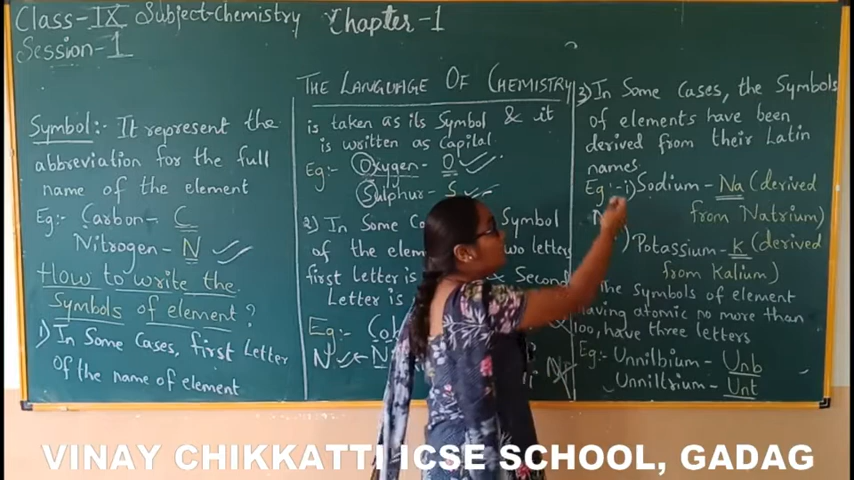 Class-IX Subject-Chemistry Chapter-1
Session-1
THE LANGUAGE OF CHEMISTRY
Symbol:- It represent the
abbreviation for the full
name of the element
Eg:- Carbon- C
Nitrogen- N
How to write the
Symbols of element?
1) In Some Cases, first Letter
of the name of element
is taken as its Symbol & it
is written as Capital
Eg:- Oxygen- O
Sulphur- S
2) In Some Symbol
of the two letters
first letter is & Second
Letter is
Eg:-
N
3) In Some Cases, the Symbols
of elements have been
derived from their Latin
names
Eg:-i) Sodium - Na (derived
from Natrium)
) Potassium- k (derived
from Kalium)
the Symbols of element
having atomic no more than
100, have three letters
Eg:- Unnilbium - Unb
Unniltrium - Unt
VINAY CHIKKATTI ICSE SCHOOL, GADAG